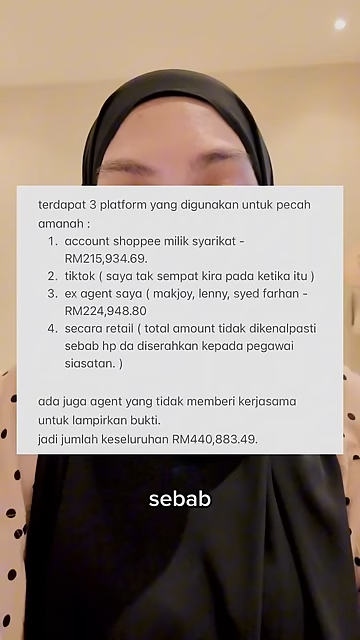 terdapat 3 platform yang digunakan untuk pecah
amanah :
1. account shoppee milik syarikat -
RM215,934.69.
2. tiktok ( saya tak sempat kira pada ketika itu )
3. ex agent saya ( makjoy, lenny, syed farhan -
RM224,948.80
4. secara retail ( total amount tidak dikenalpasti
sebab hp da diserahkan kepada pegawai
siasatan. )
ada juga agent yang tidak memberi kerjasama
untuk lampirkan bukti.
jadi jumlah keseluruhan RM440,883.49.
sebab